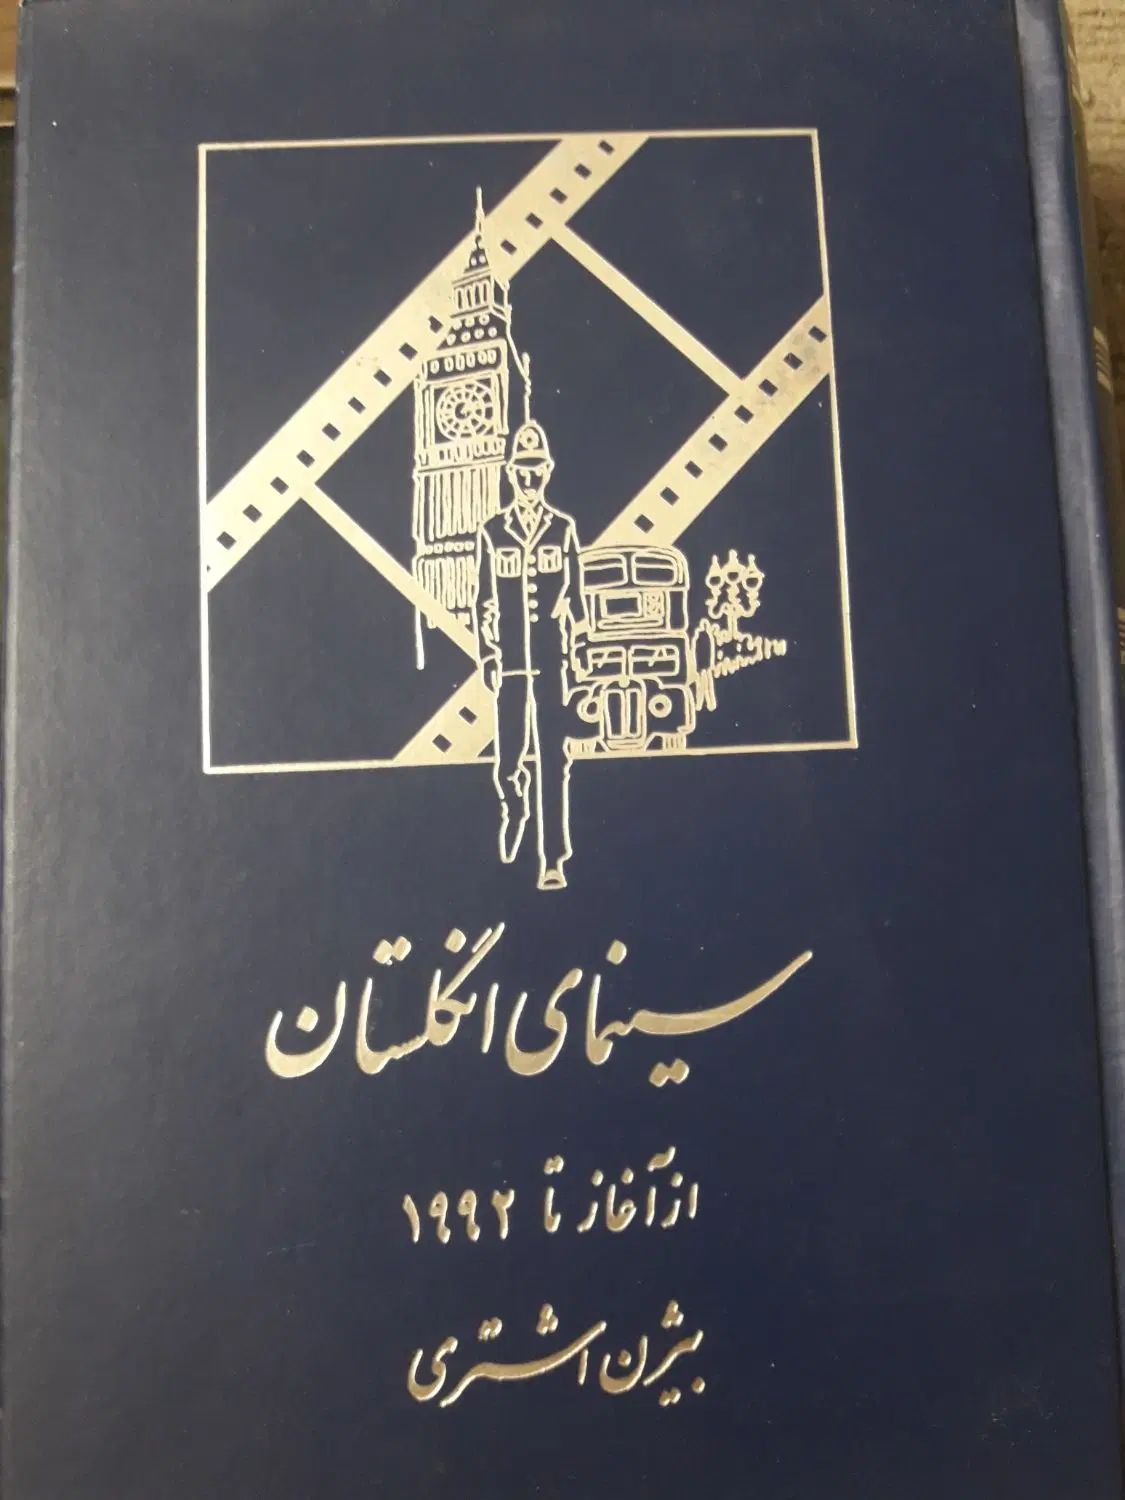 سینمای انگلستان
از آغاز تا ۱۹۹۲
بیژن اشتری